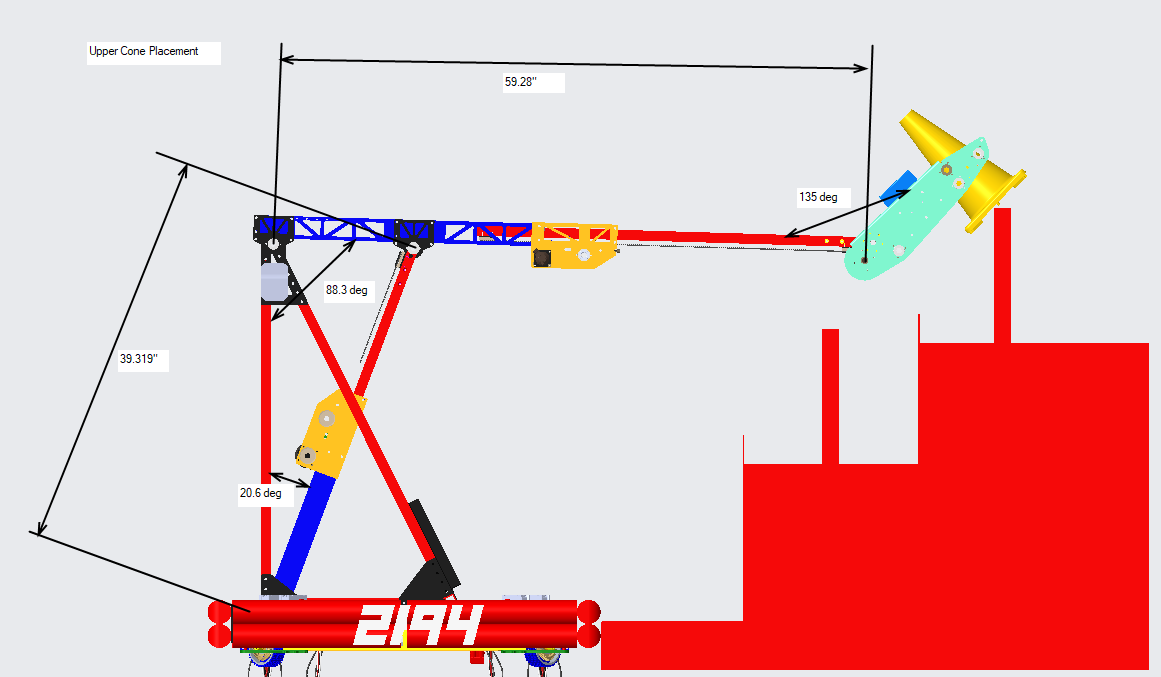 Upper Cone Placement
59.28"
135 deg
88.3 deg
39.319"
20.6 deg
2194